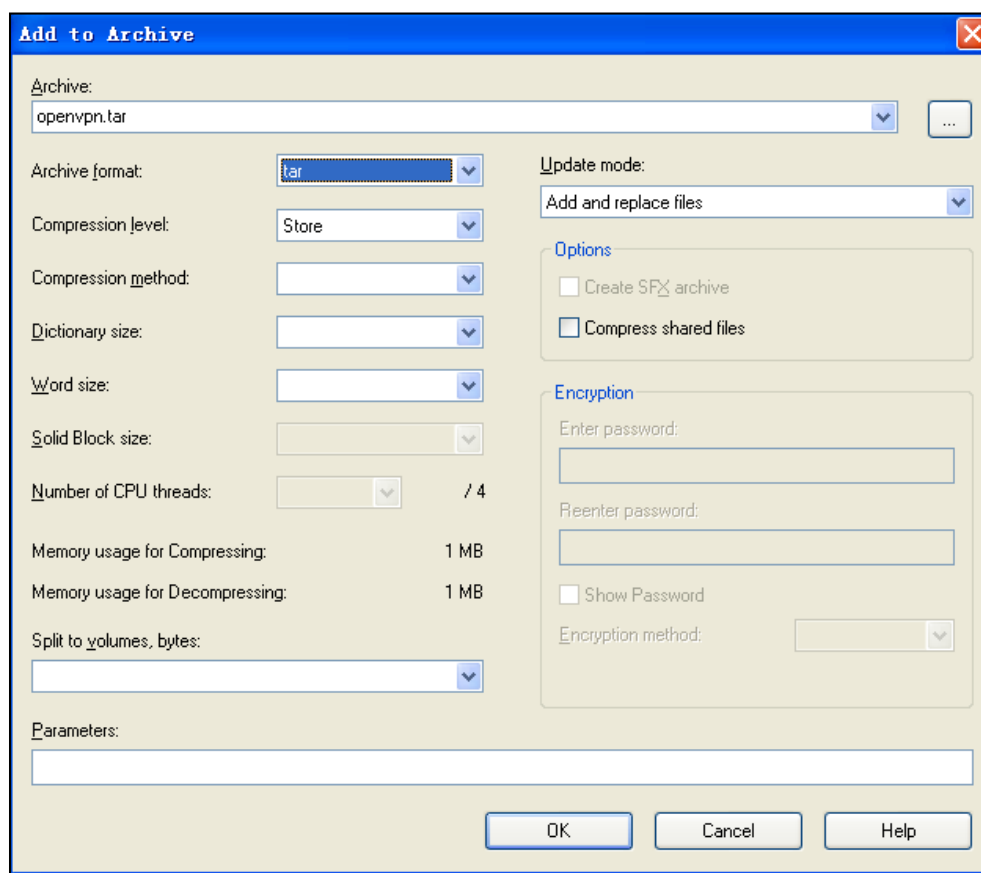 Add to Archive
Archive:
openvpn.tar
...
Archive format:
tar
Compression level:
Store
Compression method:
Dictionary size:
Word size:
Solid Block size:
Number of CPU threads:
/ 4
Memory usage for Compressing:
1 MB
Memory usage for Decompressing:
1 MB
Split to volumes, bytes:
Update mode:
Add and replace files
Options
Create SFX archive
Compress shared files
Encryption
Enter password:
Reenter password:
Show Password
Encryption method:
Parameters:
OK
Cancel
Help